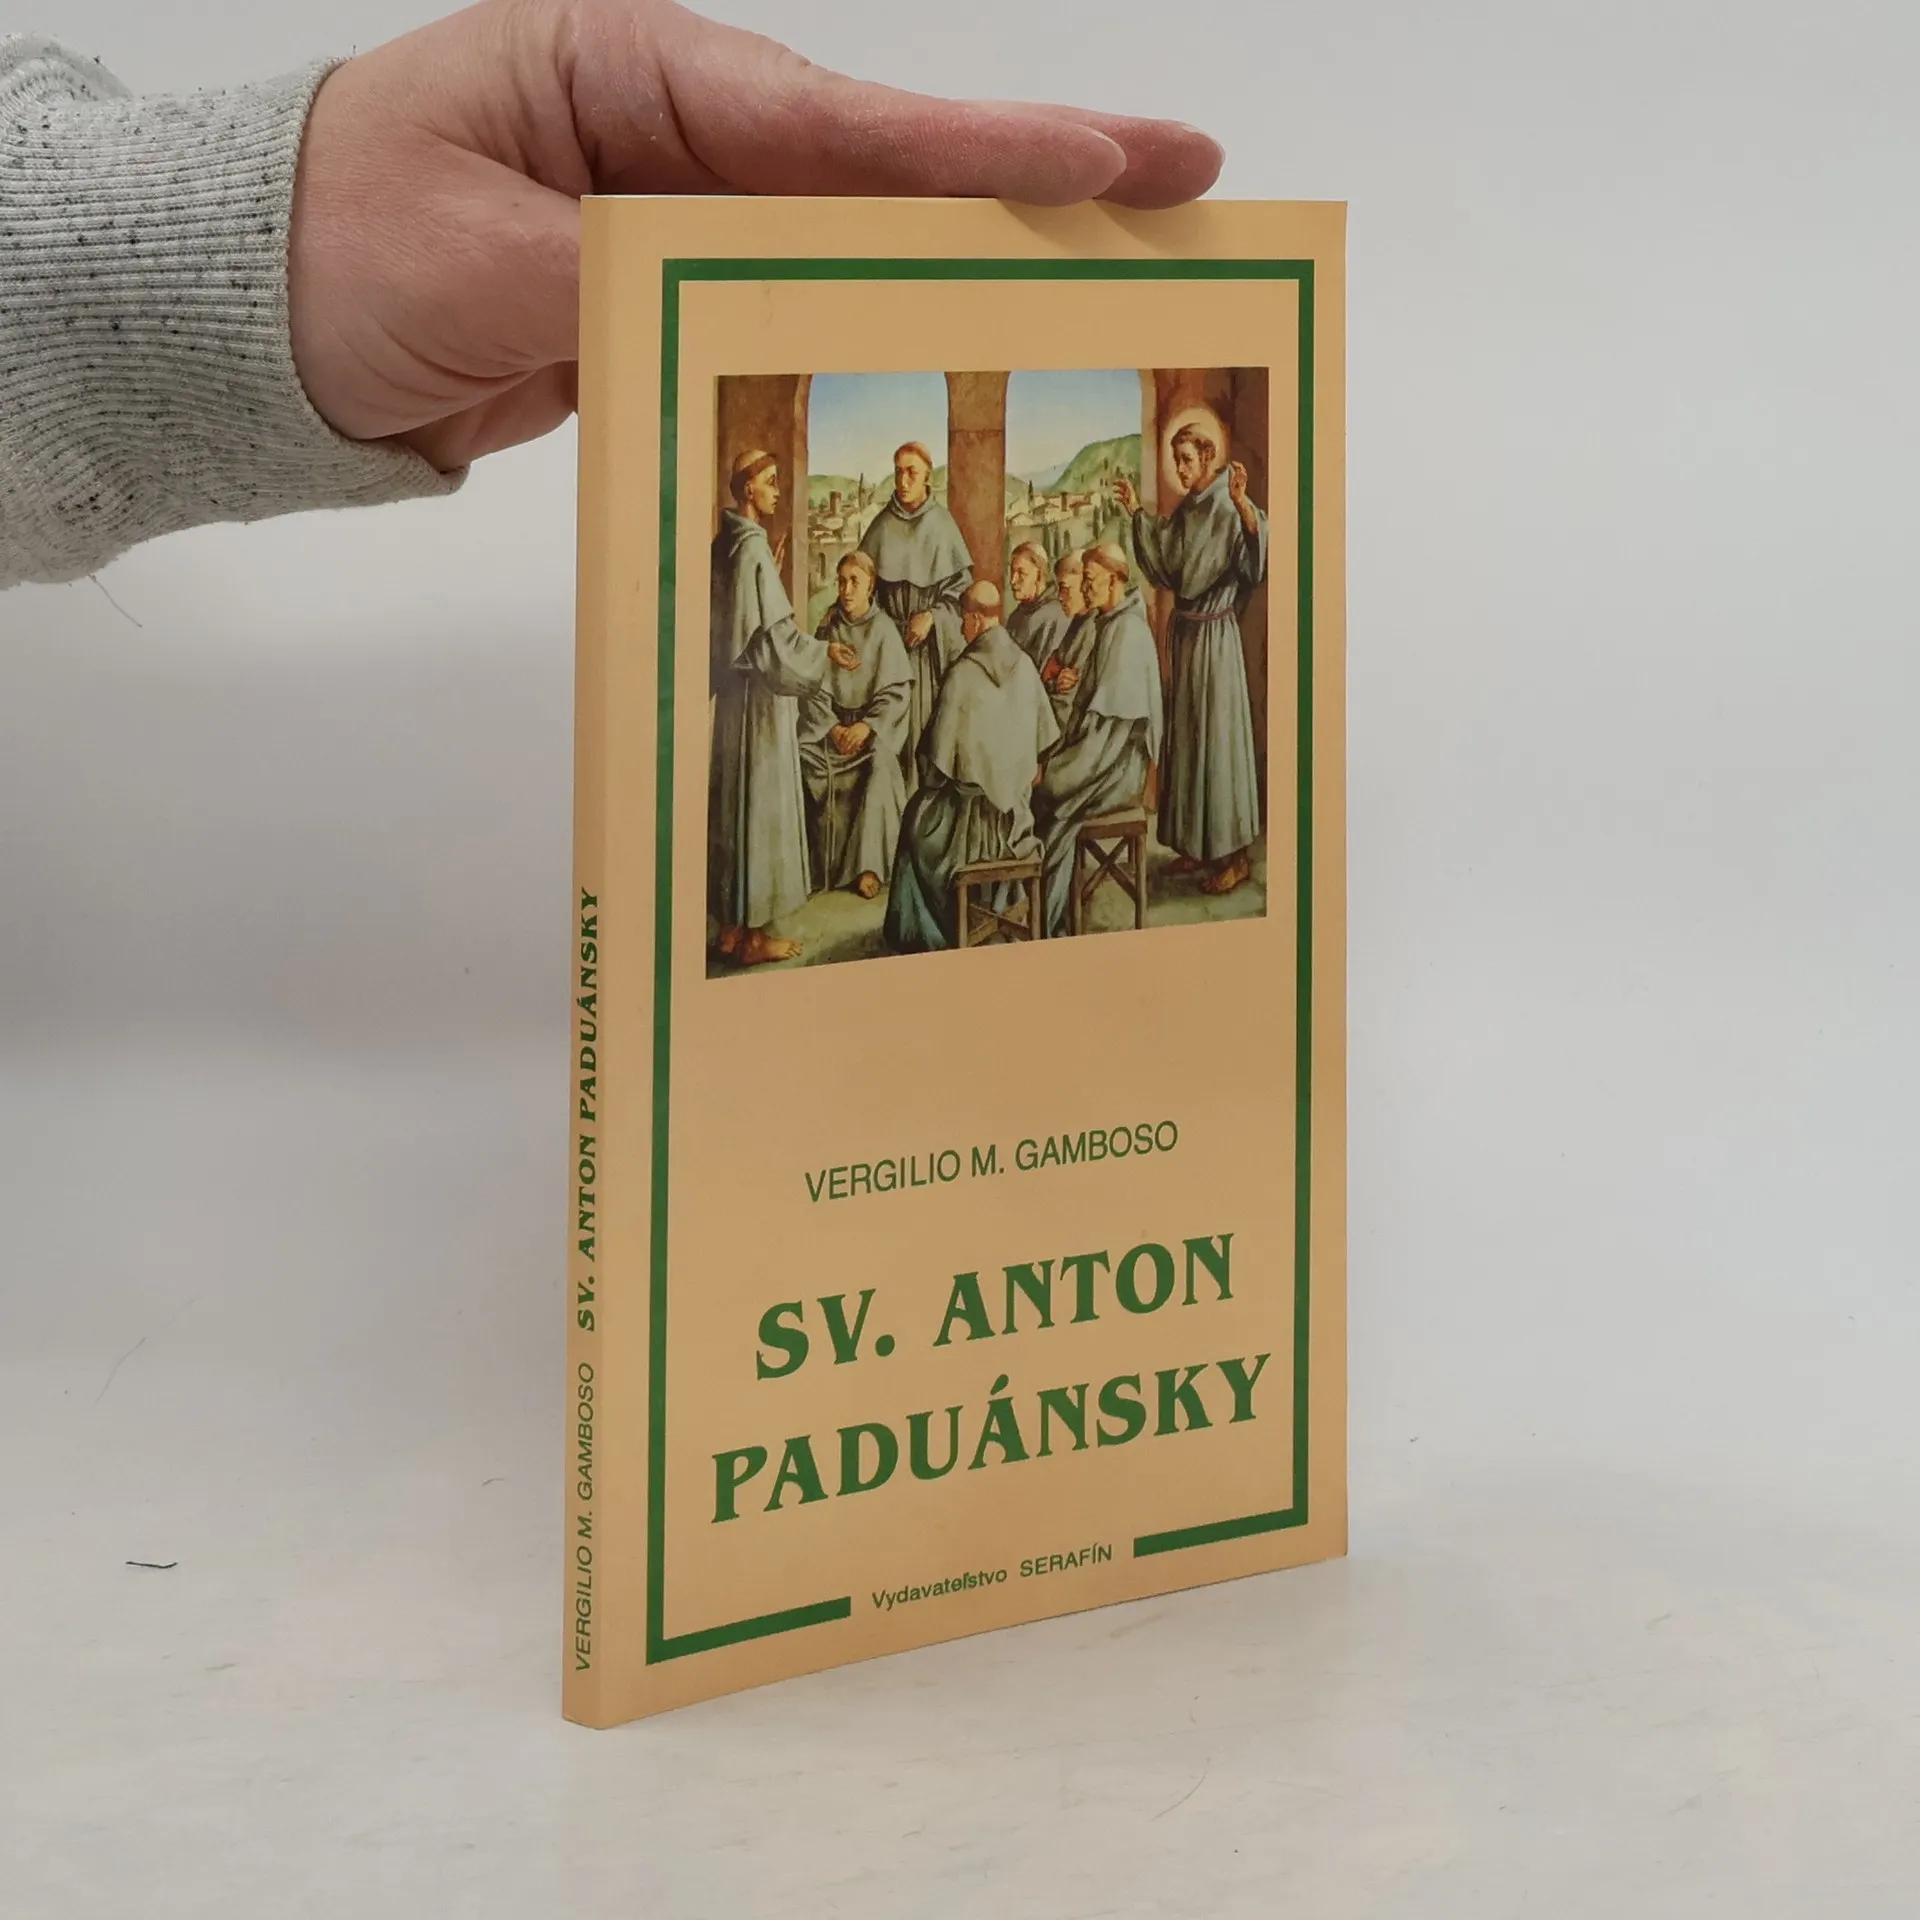 VERGILIO M. GAMBOSO
SV. ANTON
PADUÁNSKY
Vydavateľstvo SERAFÍN
VERGILIO M. GAMBOSO SV. ANTON PADUÁNSKY